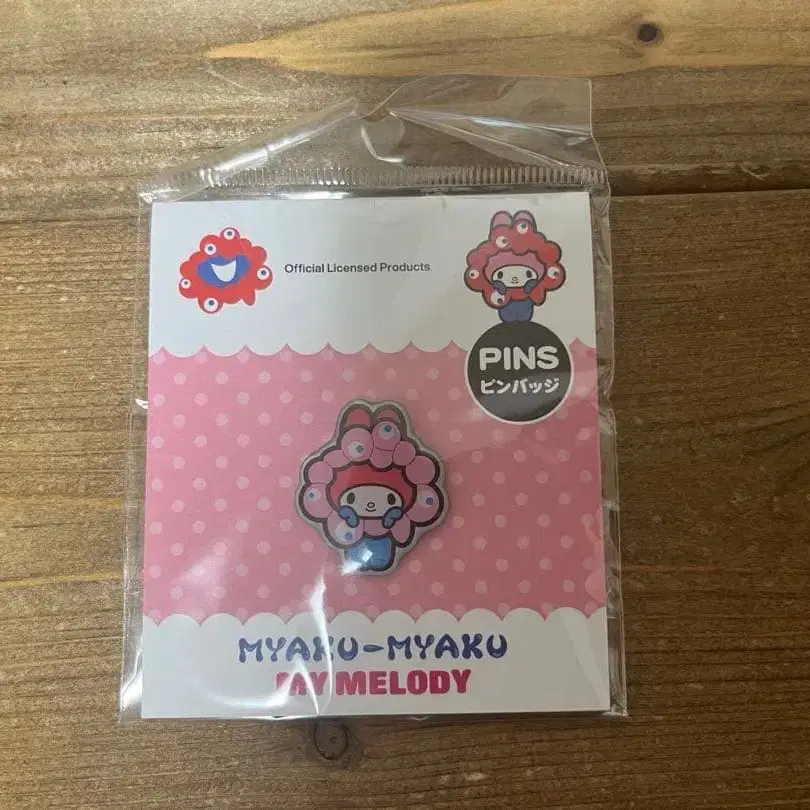 Official Licensed Products
PINS
ピンバッジ
MYAKU-MYAKU
MY MELODY